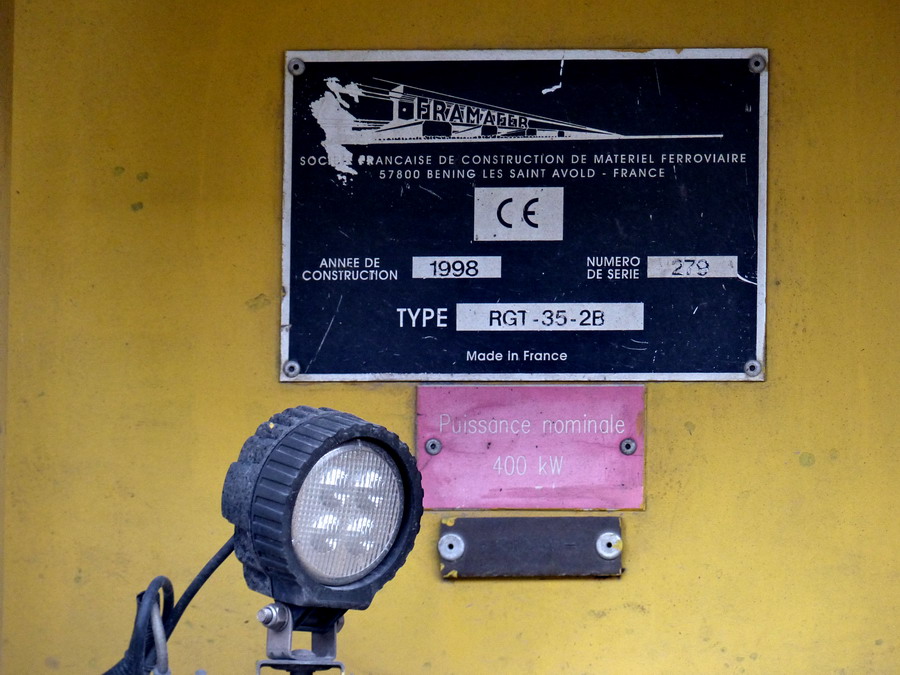 FRAMAFER
SOCIETE FRANCAISE DE CONSTRUCTION DE MATERIEL FERROVIAIRE
57800 BENING LES SAINT AVOLD - FRANCE
CE
ANNEE DE
CONSTRUCTION
1998
NUMERO
DE SERIE
279
TYPE RGT-35-2B
Made in France
Puissance nominale
400 kW